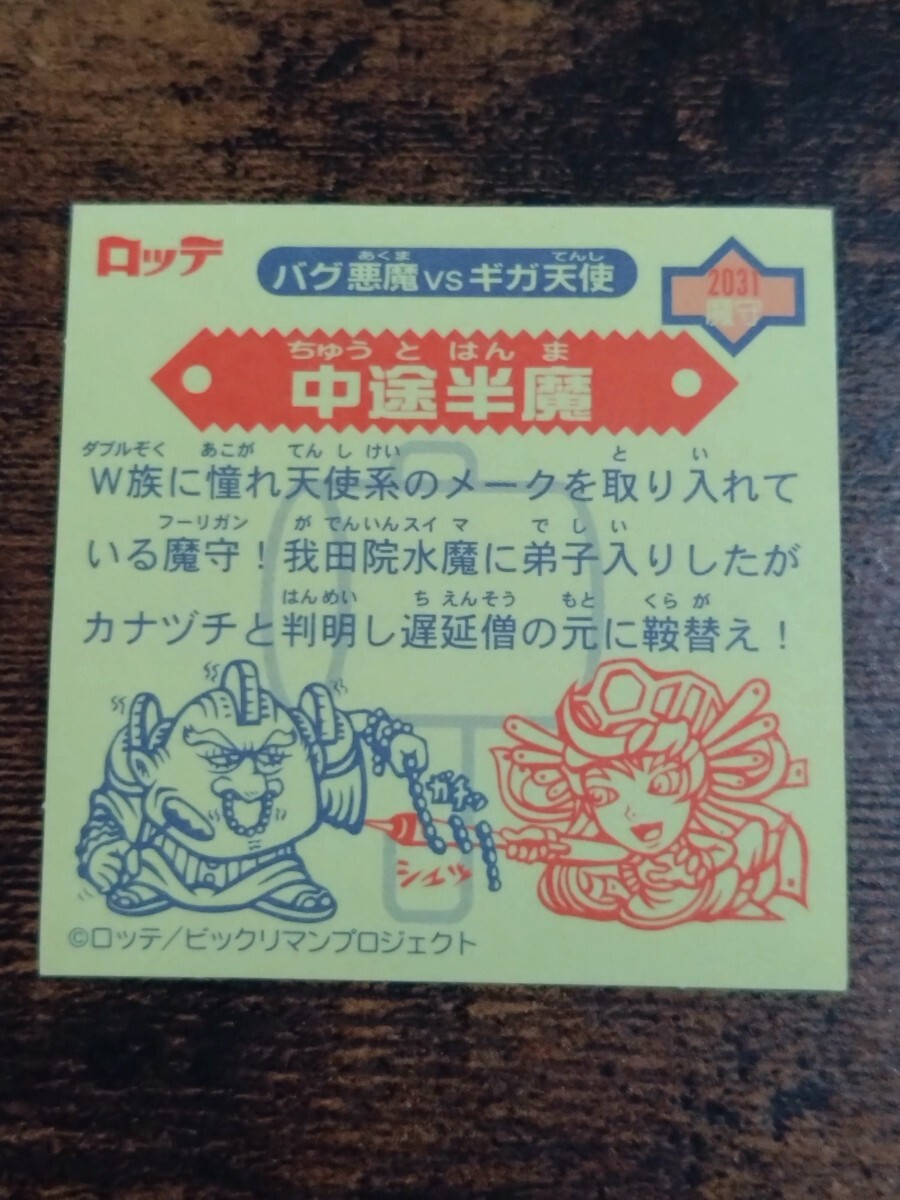 ロッテ
バグ悪魔vsギガ天使
あくま てんし
2031
魔守
ちゅうとはんま
中途半魔
ダブルぞく あこが てんしけい と い
W族に憧れ天使系のメークを取り入れて
フーリガン がでんいんスイマ でしい
いる魔守!我田院水魔に弟子入りしたが
はんめい ちえんそう もと くらが
カナヅチと判明し遅延僧の元に鞍替え!
ガチッ
シュッ
©ロッテ/ビックリマンプロジェクト